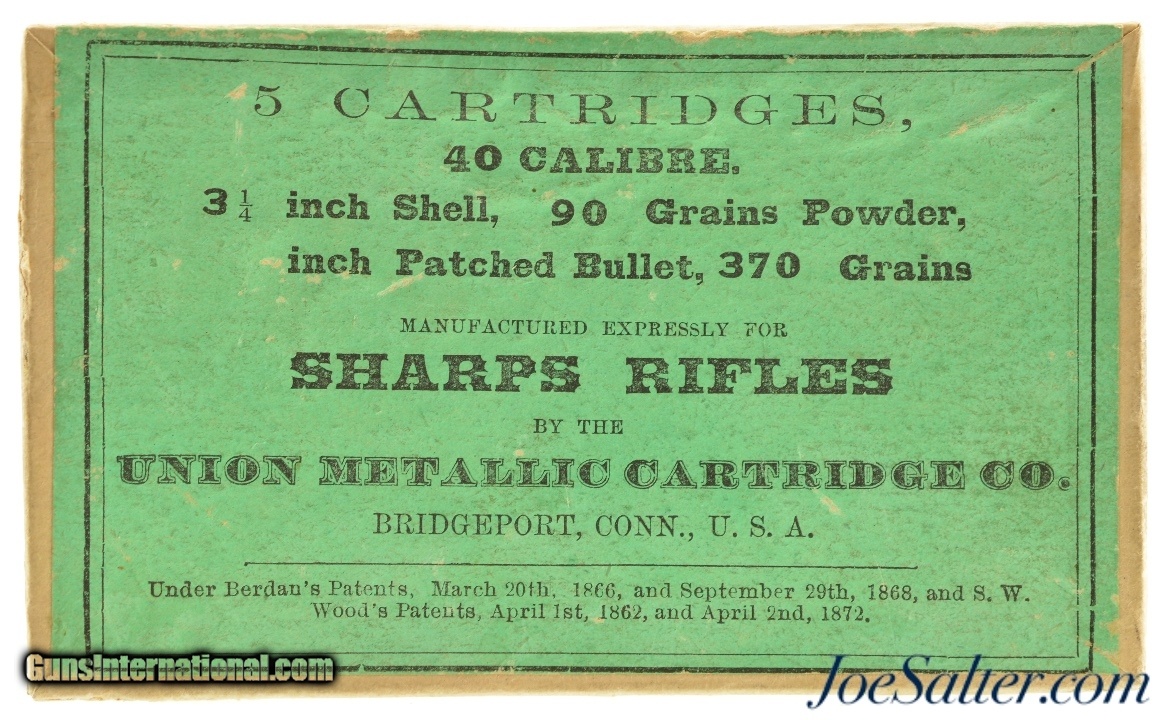 5 CARTRIDGES,
40 CALIBRE.
3 1/4 inch Shell, 90 Grains Powder,
inch Patched Bullet, 370 Grains
MANUFACTURED EXPRESSLY FOR
SHARPS RIFLES
BY THE
UNION METALLIC CARTRIDGE CO.
BRIDGEPORT, CONN., U. S. A.
Under Berdan's Patents, March 20th, 1866, and September 29th, 1868, and S. W.
Wood's Patents, April 1st, 1862, and April 2nd, 1872.
GunsInternational.com
JoeSalter.com